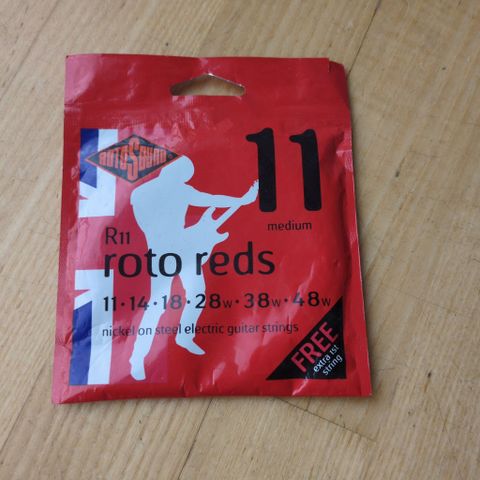 ROTOSOUND
11
medium
R11
roto reds
11 • 14 • 18 • 28w • 38w • 48w
nickel on steel electric guitar strings
FREE
extra 1st
string